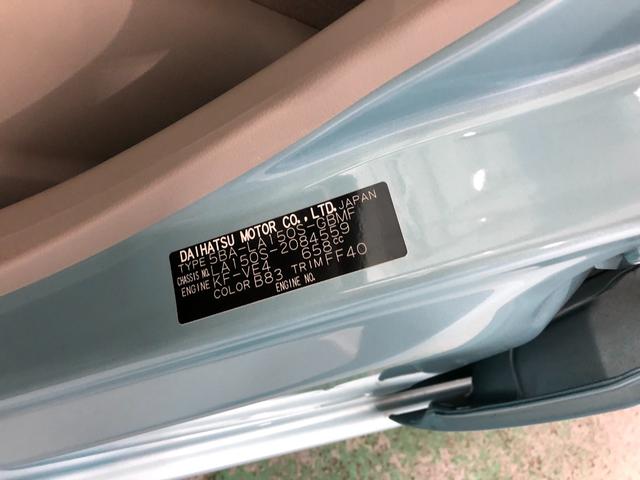 DAIHATSU MOTOR CO.,LTD. JAPAN
TYPE 5BA-LA150S-GBMF
CHASSIS NO. LA150S-2084559
ENGINE KF-VE4 658cc
COLOR B83 TRIM FF40
ENGINE NO.